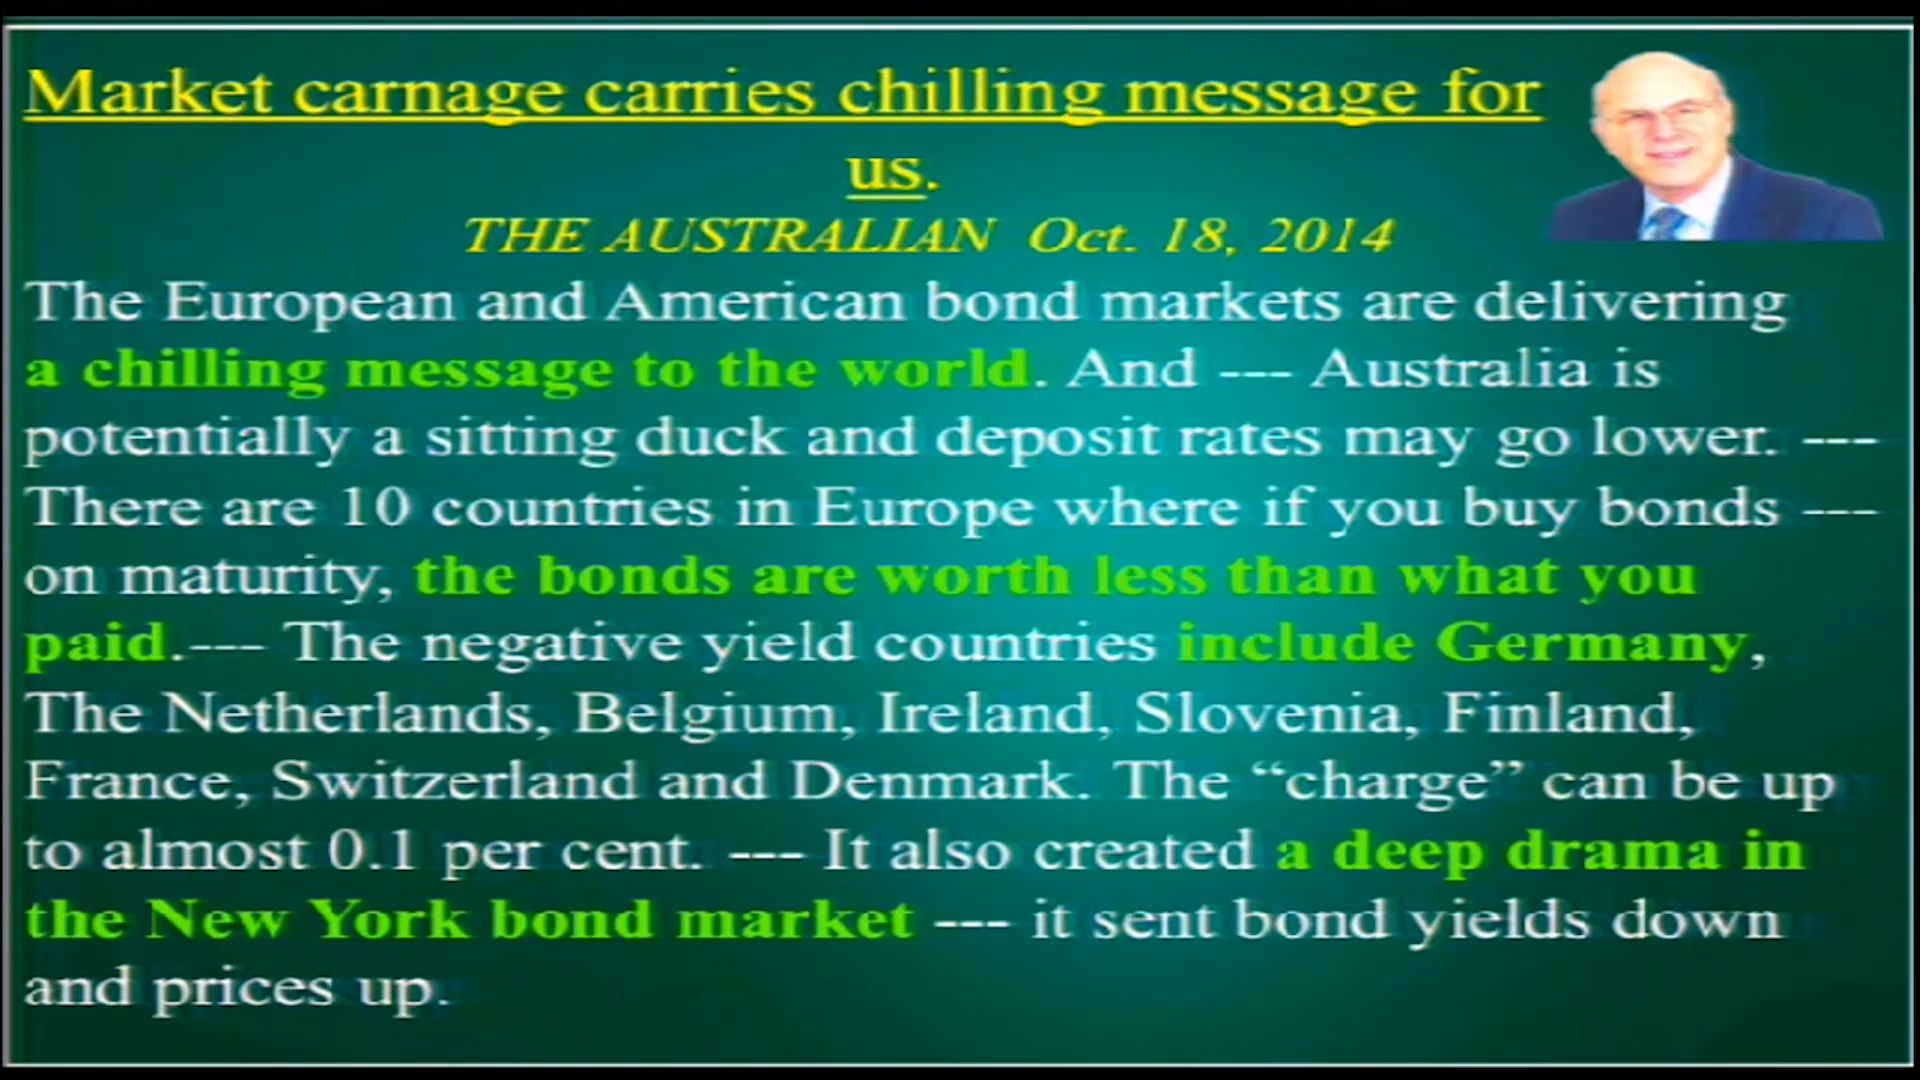 Market carnage carries chilling message for
us.
THE AUSTRALIAN Oct. 18, 2014
The European and American bond markets are delivering
a chilling message to the world. And --- Australia is
potentially a sitting duck and deposit rates may go lower. ---
There are 10 countries in Europe where if you buy bonds ---
on maturity, the bonds are worth less than what you
paid.--- The negative yield countries include Germany,
The Netherlands, Belgium, Ireland, Slovenia, Finland,
France, Switzerland and Denmark. The “charge” can be up
to almost 0.1 per cent. --- It also created a deep drama in
the New York bond market --- it sent bond yields down
and prices up.